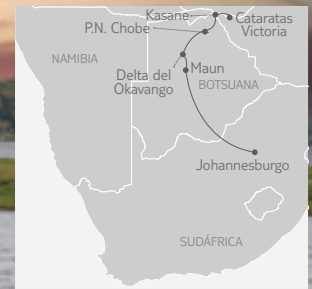 Kasane
Cataratas
Victoria
P.N. Chobe
NAMIBIA
Delta del
Okavango
Maun
BOTSUANA
Johannesburgo
SUDÁFRICA